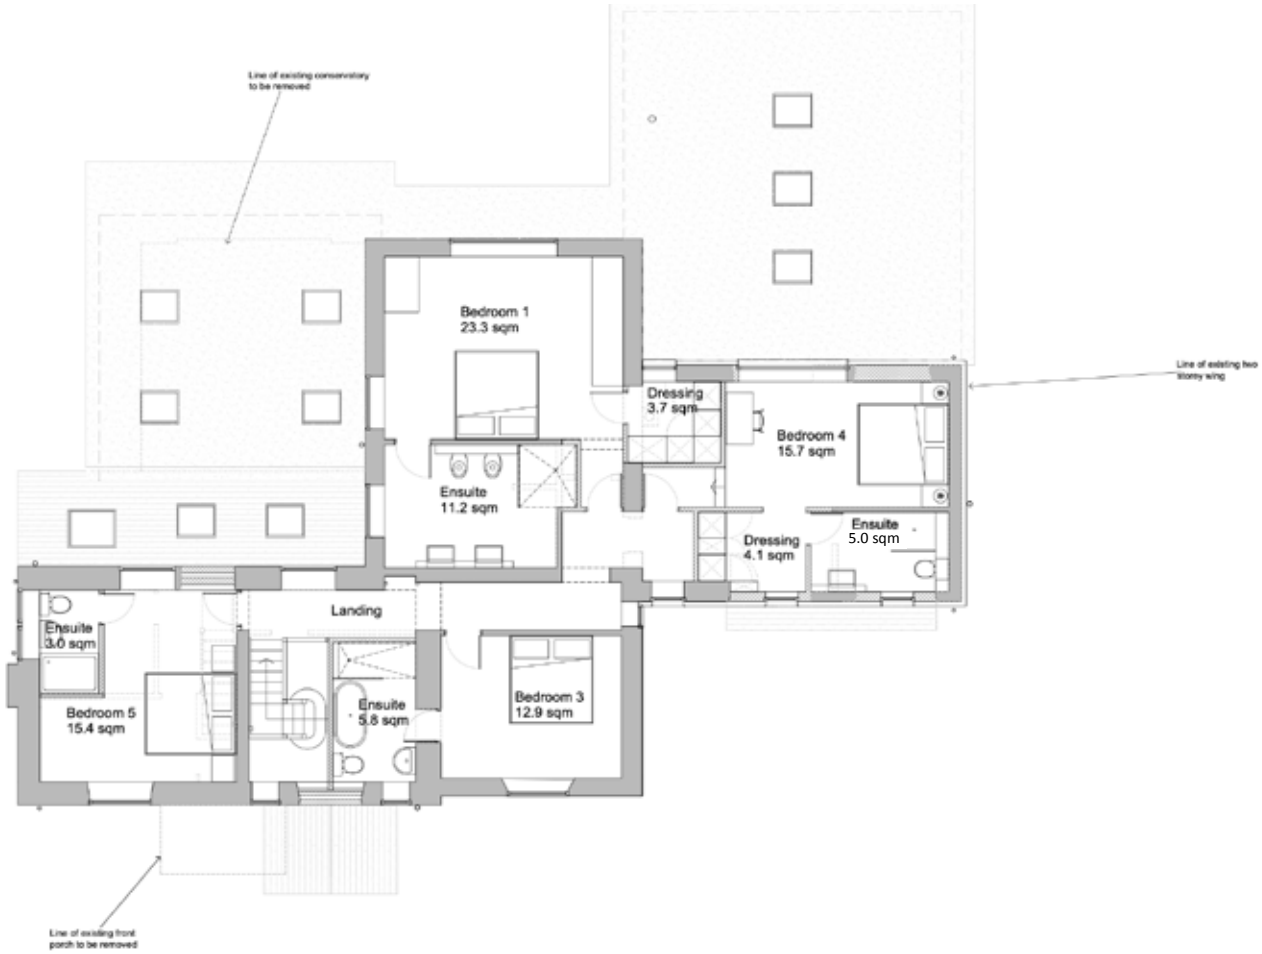 Line of existing conservatory
to be removed
Bedroom 1
23.3 sqm
Line of existing two
storey wing
Dressing
3.7 sqm
Bedroom 4
15.7 sqm
Ensuite
11.2 sqm
Ensuite
5.0 sqm
Dressing
4.1 sqm
Landing
Ensuite
3.0 sqm
Bedroom 5
15.4 sqm
Ensuite
5.8 sqm
Bedroom 3
12.9 sqm
Line of existing front
porch to be removed